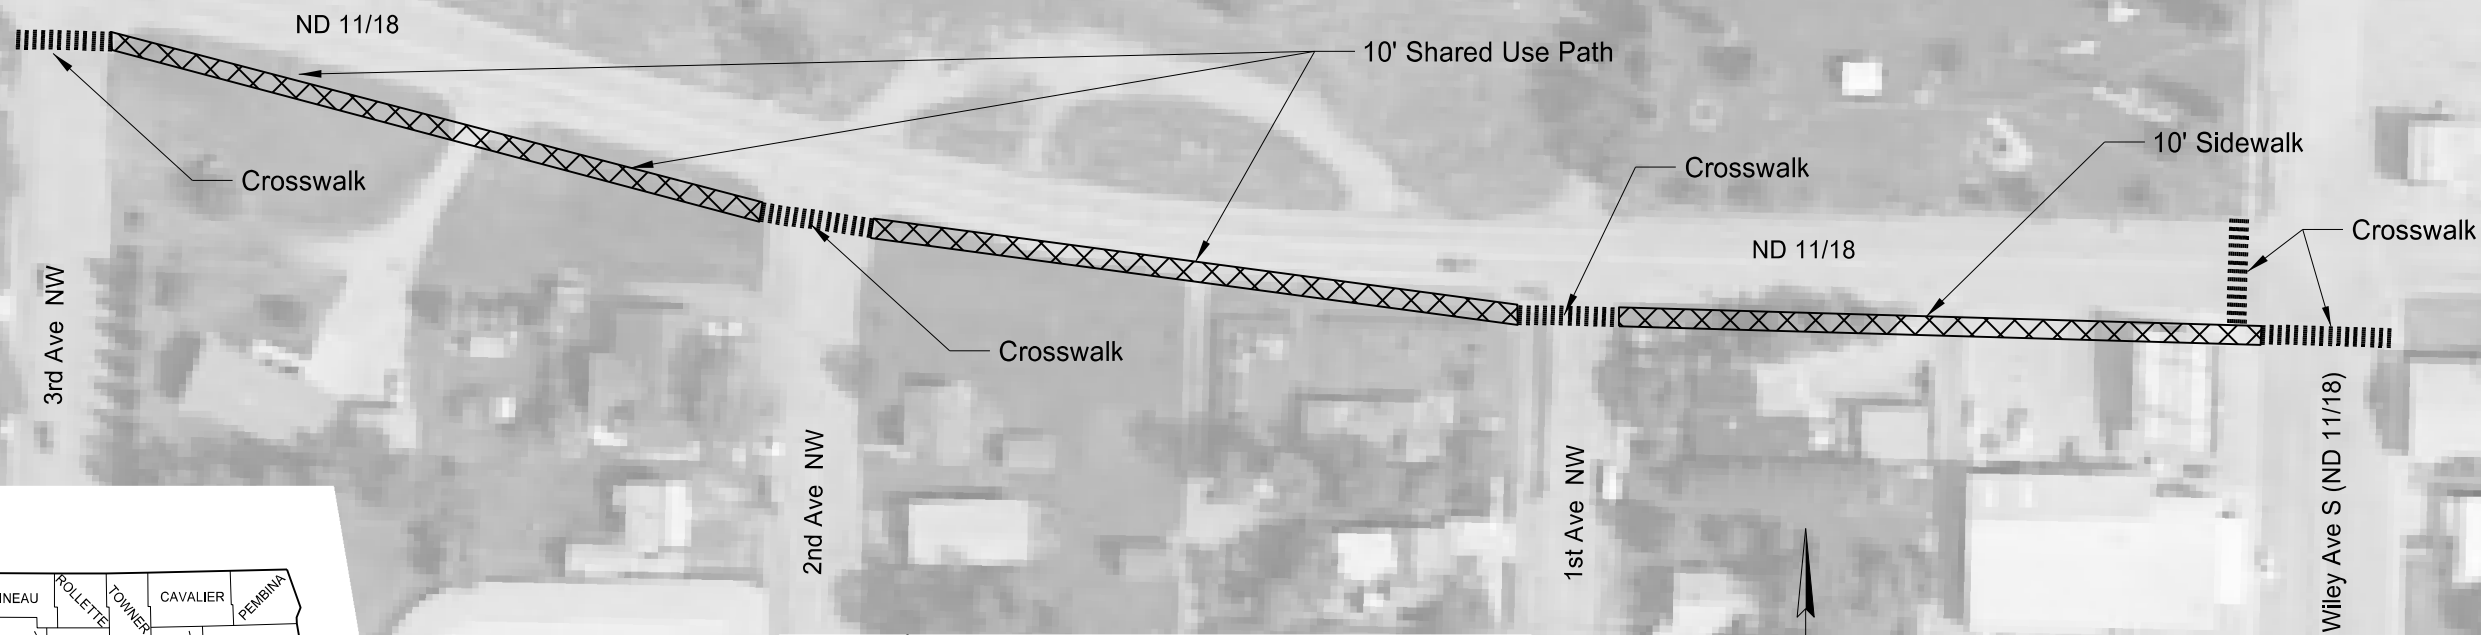 ND 11/18
10' Shared Use Path
10' Sidewalk
Crosswalk
Crosswalk
Crosswalk
ND 11/18
Crosswalk
3rd Ave NW
2nd Ave NW
1st Ave NW
Wiley Ave S (ND 11/18)
ROLLETTE
TOWNER
CAVALIER
PEMBINA